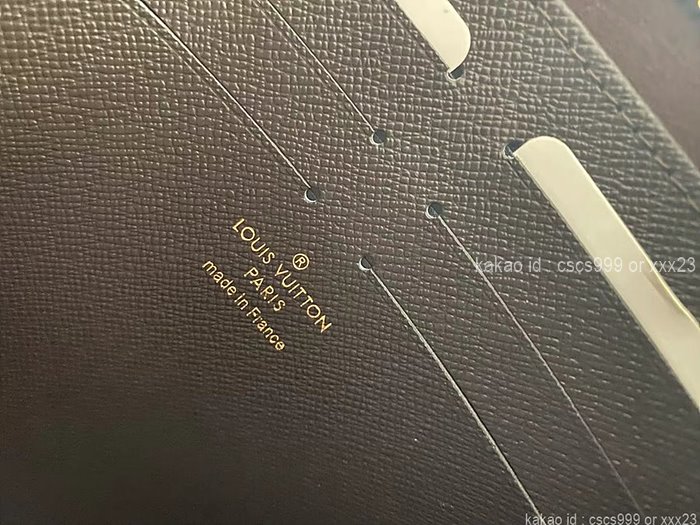 ®
LOUIS VUITTON
PARIS
made in France
kakao id : cscs999 or xxx23
kakao id : cscs999 or xxx23